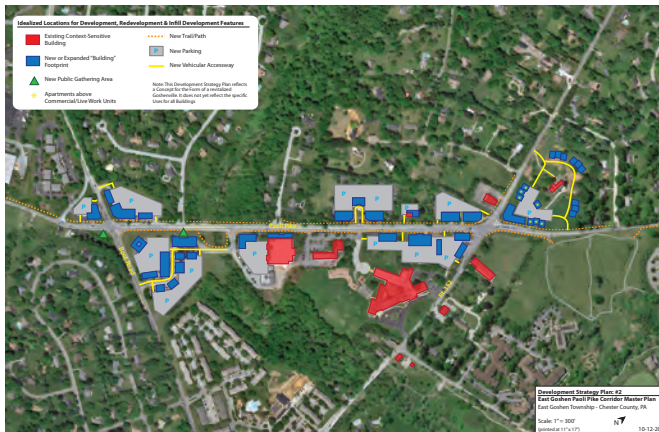 Idealized Locations for Development, Redevelopment & Infill Development Features
Existing Context-Sensitive
Building
New or Expanded "Building"
Footprint
New Public Gathering Area
Apartments above
Commercial/Live Work Units
New Trail/Path
P New Parking
New Vehicular Accessway
Note: This Development Strategy Plan reflects
a Concept for the Form of a revitalized
Goshenville. It does not yet reflect the specific
Uses for all Buildings
P
P
P
P
P
P
P
P
P
P
P
P
P
Development Strategy Plan: #2
East Goshen Paoli Pike Corridor Master Plan
East Goshen Township - Chester County, PA
Scale: 1" = 300'
(printed at 11" x 17")
N